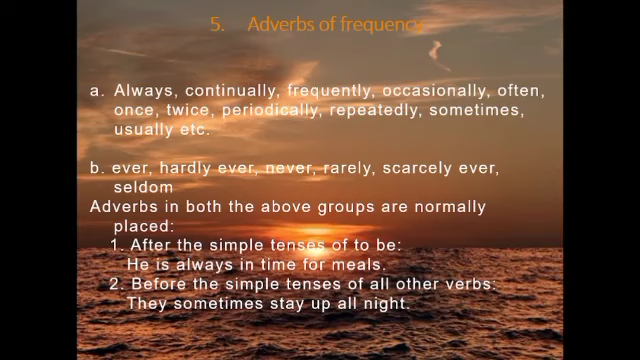 5. Adverbs of frequency
a. Always, continually, frequently, occasionally, often,
once, twice, periodically, repeatedly, sometimes,
usually etc.
b. ever, hardly ever, never, rarely, scarcely ever,
seldom
Adverbs in both the above groups are normally
placed:
1. After the simple tenses of to be:
He is always in time for meals.
2. Before the simple tenses of all other verbs:
They sometimes stay up all night.